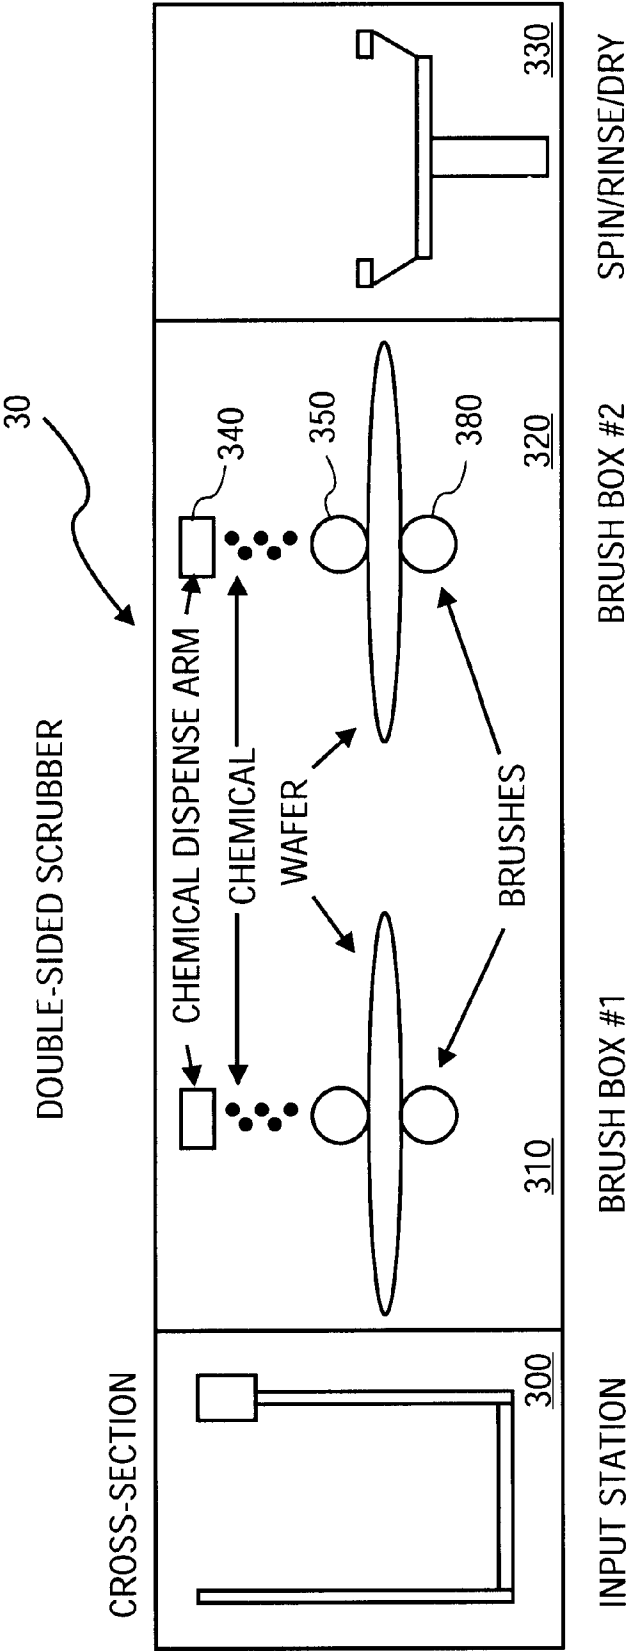 DOUBLE-SIDED SCRUBBER
30
CROSS-SECTION
CHEMICAL DISPENSE ARM
340
CHEMICAL
WAFER
350
380
BRUSHES
300
310
320
330
INPUT STATION
BRUSH BOX #1
BRUSH BOX #2
SPIN/RINSE/DRY